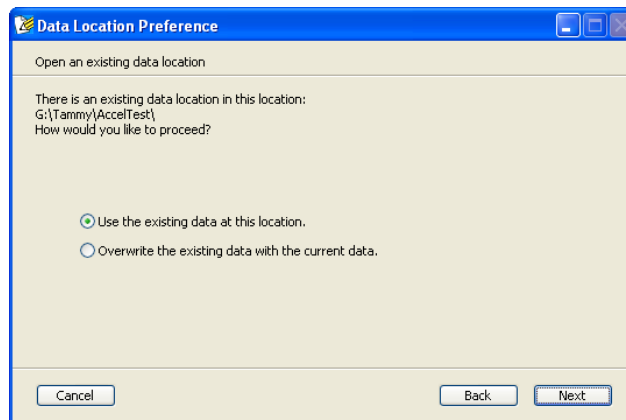 Data Location Preference
Open an existing data location
There is an existing data location in this location:
G:\Tammy\AccelTest\
How would you like to proceed?
Use the existing data at this location.
Overwrite the existing data with the current data.
Cancel
Back
Next